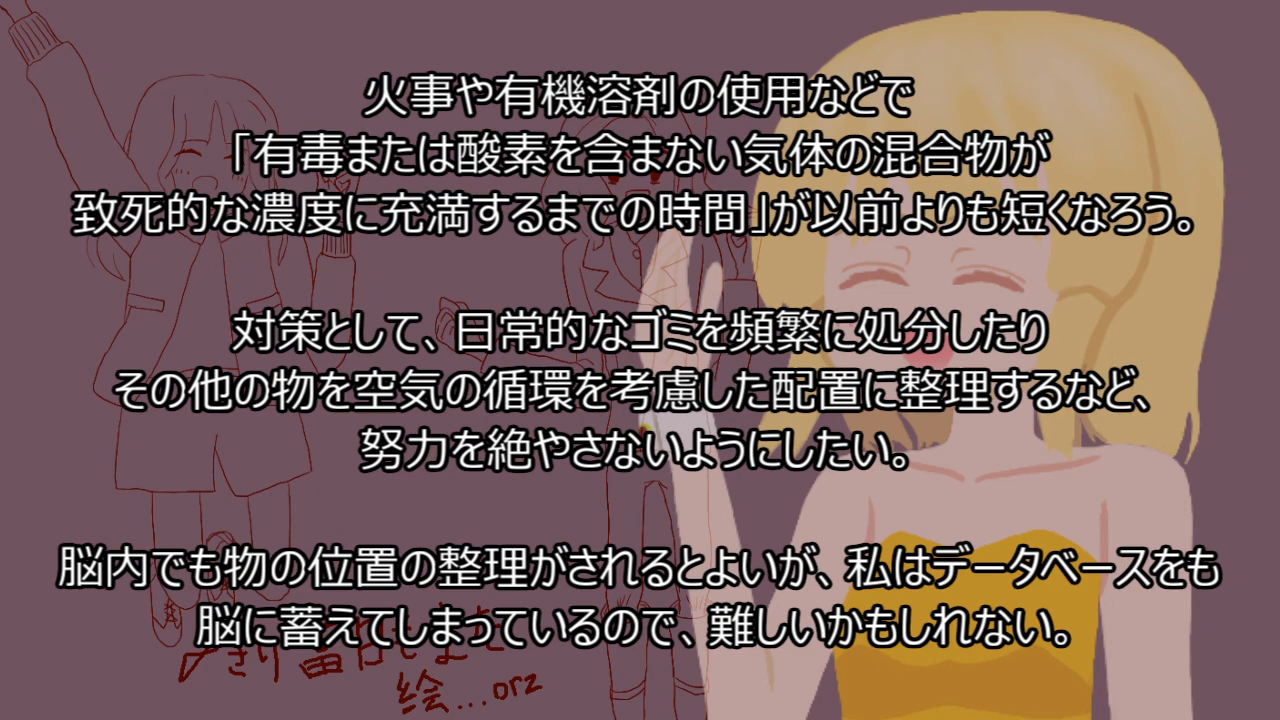 火事や有機溶剤の使用などで
「有毒または酸素を含まない気体の混合物が
致死的な濃度に充満するまでの時間」が以前よりも短くなろう。
対策として、日常的なゴミを頻繁に処分したり
その他の物を空気の循環を考慮した配置に整理するなど、
努力を絶やさないようにしたい。
脳内でも物の位置の整理がされるとよいが、私はデータベースをも
脳に蓄えてしまっているので、難しいかもしれない。
絵...orz